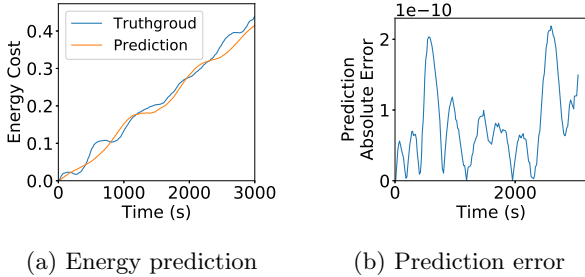 Energy Cost
0.4
0.3
0.2
0.1
0.0
Truthgroud
Prediction
0 1000 2000 3000
Time (s)
(a) Energy prediction
1e−10
Prediction
Absolute Error
2
1
0
0 2000
Time (s)
(b) Prediction error